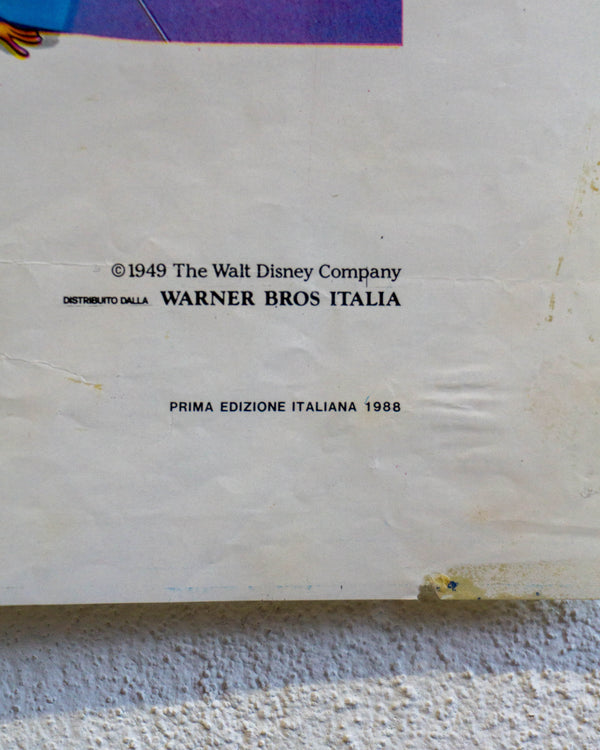 ©1949 The Walt Disney Company
DISTRIBUITO DALLA WARNER BROS ITALIA
PRIMA EDIZIONE ITALIANA 1988